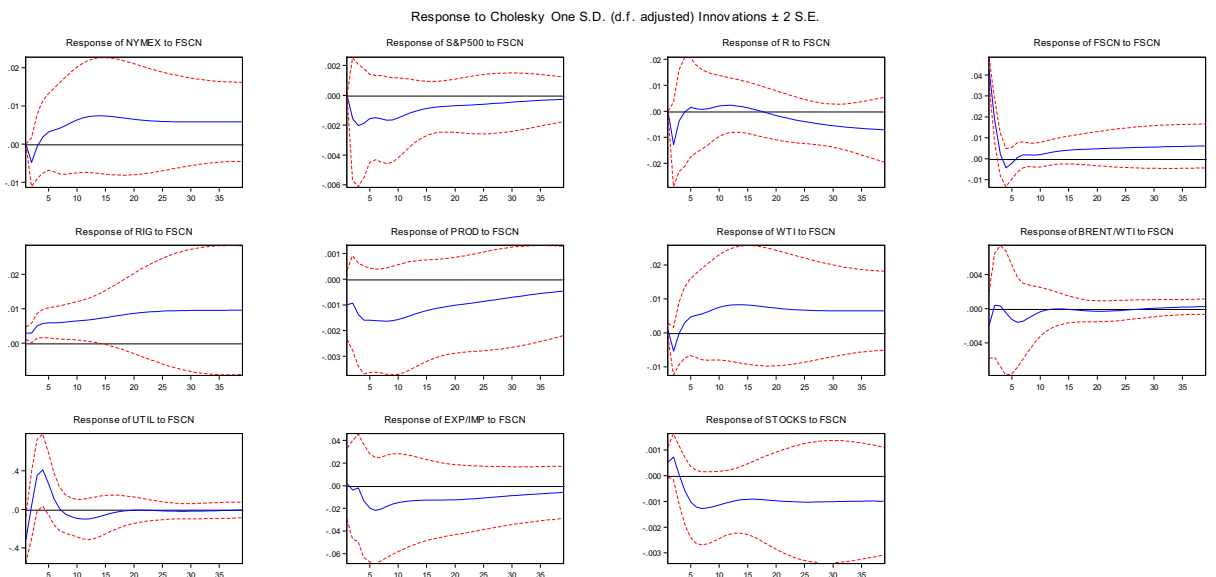 Response to Cholesky One S.D. (d.f. adjusted) Innovations ± 2 S.E.
Response of NYMEX to FSCN
.02
.01
.00
-.01
5 10 15 20 25 30 35
Response of S&P500 to FSCN
.002
.000
-.002
-.004
-.006
5 10 15 20 25 30 35
Response of R to FSCN
.02
.01
.00
-.01
-.02
5 10 15 20 25 30 35
Response of FSCN to FSCN
.04
.03
.02
.01
.00
-.01
5 10 15 20 25 30 35
Response of RIG to FSCN
.02
.01
.00
5 10 15 20 25 30 35
Response of PROD to FSCN
.001
.000
-.001
-.002
-.003
5 10 15 20 25 30 35
Response of WTI to FSCN
.02
.01
.00
-.01
5 10 15 20 25 30 35
Response of BRENT/WTI to FSCN
.004
.000
-.004
5 10 15 20 25 30 35
Response of UTIL to FSCN
.4
.0
-.4
5 10 15 20 25 30 35
Response of EXP/IMP to FSCN
.04
.02
.00
-.02
-.04
-.06
5 10 15 20 25 30 35
Response of STOCKS to FSCN
.001
.000
-.001
-.002
-.003
5 10 15 20 25 30 35